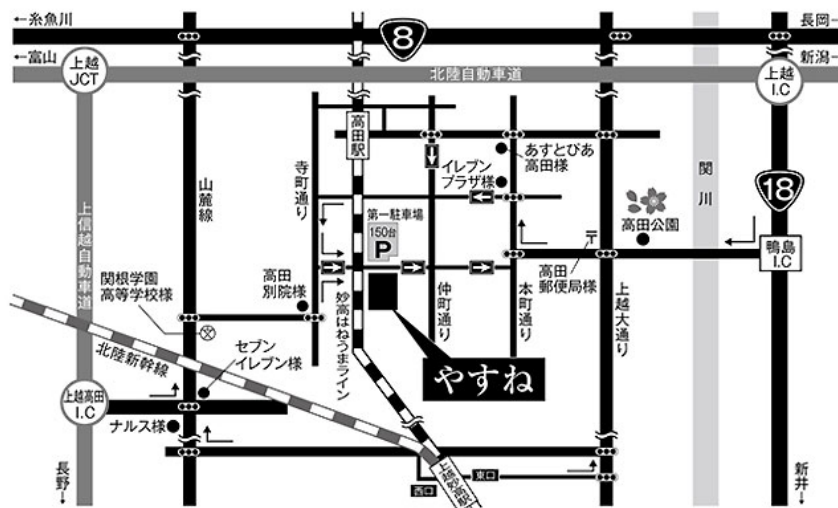 ←糸魚川
8
長岡→
←富山
上越
JCT
北陸自動車道
新潟→
上越
I.C
高田駅
あすとぴあ
高田様
イレブン
プラザ様
寺町通り
山麓線
上信越自動車道
関川
18
第一駐車場
150台
P
高田公園
〒
高田
郵便局様
鴨島
I.C
関根学園
高等学校様
高田
別院様
妙高はねうまライン
仲町通り
本町通り
上越大通り
北陸新幹線
セブン
イレブン様
やすね
上越高田
I.C
ナルス様
上越妙高駅
東口
西口
長野→
新井→